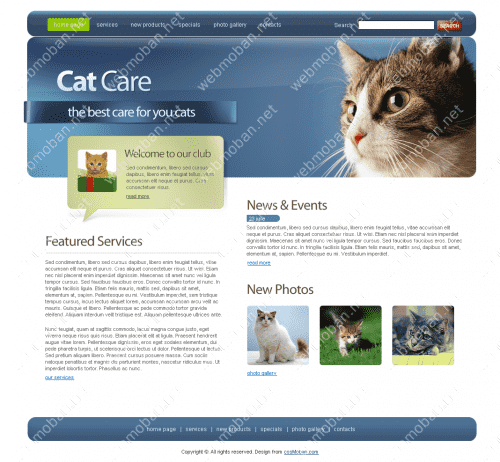 home page services new products specials photo gallery contacts Search: SEARCH
Cat Care
the best care for you cats
Welcome to our club
Sed condimentum, libero sed cursus
dapibus, libero enim feugiat tellus, vitae
accumsan elit neque et purus. Cum
consectetuer risus.
read more
News & Events
23 julie
Sed condimentum, libero sed cursus dapibus, libero enim feugiat tellus, vitae accumsan elit
neque et purus. Cras aliquet consectetuer risus. Ut wisi. Etiam nec nisl placerat enim imperdiet
dignissim. Maecenas sit amet nunc vel ligula tempor cursus. Sed faucibus faucibus eros. Donec
convallis tortor id nunc. In fringilla facilisis ligula. Etiam felis mauris, mattis sed, dapibus sit amet,
elementum at, sapien. Pellentesque eu mi. Vestibulum imperdiet.
read more
Featured Services
Sed condimentum, libero sed cursus dapibus, libero enim feugiat tellus, vitae
accumsan elit neque et purus. Cras aliquet consectetuer risus. Ut wisi. Etiam
nec nisl placerat enim imperdiet dignissim. Maecenas sit amet nunc vel ligula
tempor cursus. Sed faucibus faucibus eros. Donec convallis tortor id nunc. In
fringilla facilisis ligula. Etiam felis mauris, mattis sed, dapibus sit amet,
elementum at, sapien. Pellentesque eu mi. Vestibulum imperdiet, sem tristique
tempus cursus, risus lectus aliquet lorem, accumsan accumsan arcu velit ac
mauris. Quisque at libero. Pellentesque ac pede commodo tortor gravida
eleifend. Aliquam interdum velit tristique est. Aliquam pellentesque ultrices ante.
Nunc feugiat, quam at sagittis commodo, lacus magna congue justo, eget
viverra neque risus quis risus. Etiam placerat elit at ligula. Praesent hendrerit
augue vitae lorem. Pellentesque dignissim, eros eget sodales elementum, dui
pede pharetra turpis, ut scelerisque orci lectus ut dolor. Pellentesque ut lectus.
Sed pretium aliquam libero. Praesent cursus posuere massa. Cum sociis
natoque penatibus et magnis dis parturient montes, nascetur ridiculus mus. Ut
imperdiet lobortis tortor. Phasellus ac nunc.
our services
New Photos
photo gallery
home page | services | new products | specials | photo gallery | contacts
Copyright © All rights reserved. Design from cooMoban.com
webmoban.net